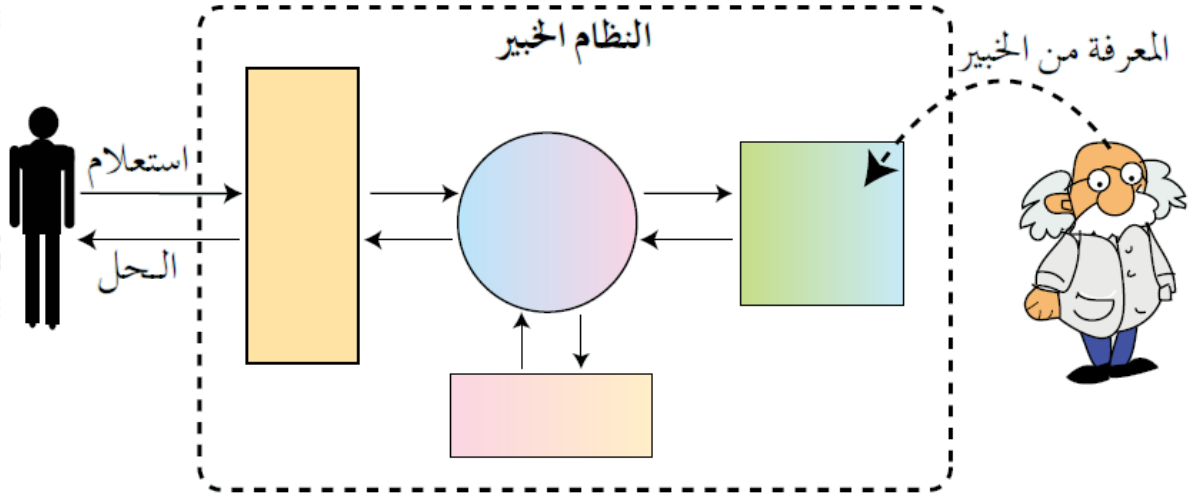 النظام الخبير
المعرفة من الخبير
استعلام
الحل